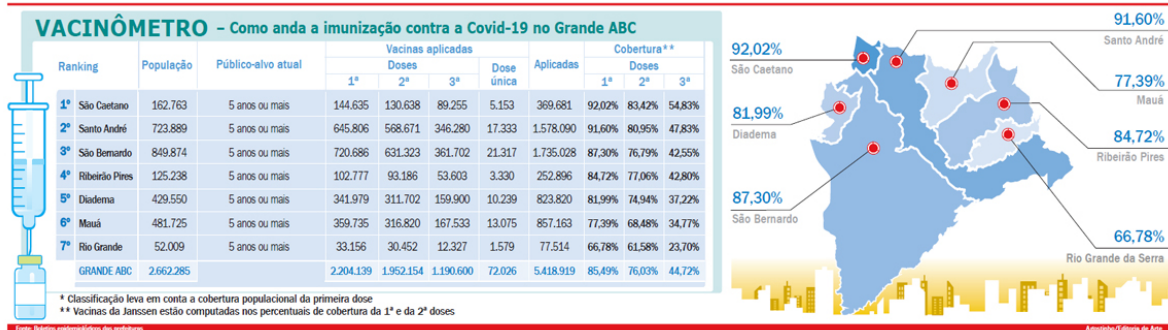 VACINÔMETRO – Como anda a imunização contra a Covid-19 no Grande ABC
Ranking População Público-alvo atual Vacinas aplicadas Aplicadas Cobertura**
Doses Dose única Doses
1ª 2ª 3ª 1ª 2ª 3ª
1º São Caetano 162.763 5 anos ou mais 144.635 130.638 89.255 5.153 369.681 92,02% 83,42% 54,83%
2º Santo André 723.889 5 anos ou mais 645.806 568.671 346.280 17.333 1.578.090 91,60% 80,95% 47,83%
3º São Bernardo 849.874 5 anos ou mais 720.686 631.323 361.702 21.317 1.735.028 87,30% 76,79% 42,55%
4º Ribeirão Pires 125.238 5 anos ou mais 102.777 93.186 53.603 3.330 252.896 84,72% 77,06% 42,80%
5º Diadema 429.550 5 anos ou mais 341.979 311.702 159.900 10.239 823.820 81,99% 74,94% 37,22%
6º Mauá 481.725 5 anos ou mais 359.735 316.820 167.533 13.075 857.163 77,39% 68,48% 34,77%
7º Rio Grande 52.009 5 anos ou mais 33.156 30.452 12.327 1.579 77.514 66,78% 61,58% 23,70%
GRANDE ABC 2.662.285 2.204.139 1.952.154 1.190.600 72.026 5.418.919 85,49% 76,03% 44,72%
* Classificação leva em conta a cobertura populacional da primeira dose
** Vacinas da Janssen estão computadas nos percentuais de cobertura da 1ª e da 2ª doses
91,60%
Santo André
92,02%
São Caetano
77,39%
Mauá
81,99%
Diadema
84,72%
Ribeirão Pires
87,30%
São Bernardo
66,78%
Rio Grande da Serra
Fonte: Boletins epidemiológicos das prefeituras
Agostinho/Editoria de Arte